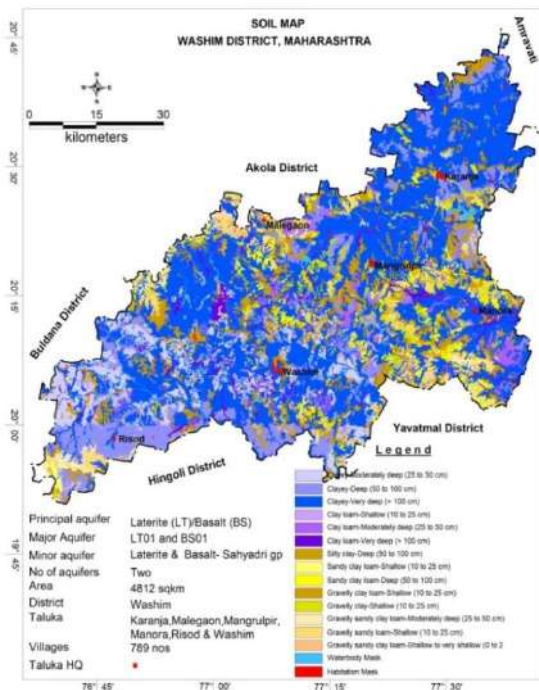 SOIL MAP
WASHIM DISTRICT, MAHARASHTRA
Amravati
20° 45'
0 15 30
kilometers
20° 30'
Akola District
Karanja
Malegaon
Mangrulpir
20° 15'
Manora
Buldana District
Washim
20° 00'
Risod
Yavatmal District
Hingoli District
Legend
Moderately deep (25 to 50 cm)
Clayey-Deep (50 to 100 cm)
Clayey-Very deep (> 100 cm)
Clay loam-Shallow (10 to 25 cm)
Clay loam-Moderately deep (25 to 50 cm)
Clay loam-Very deep (> 100 cm)
Silty clay-Deep (50 to 100 cm)
Sandy clay loam-Shallow (10 to 25 cm)
Sandy clay loam-Deep (50 to 100 cm)
Gravelly clay loam-Shallow (10 to 25 cm)
Gravelly clay-Shallow (10 to 25 cm)
Gravelly sandy clay loam-Moderately deep (25 to 50 cm)
Gravelly sandy loam-Shallow (10 to 25 cm)
Gravelly sandy clay loam-Shallow to very shallow (0 to 2
Waterbody Mask
Habitation Mask
19° 45'
Principal aquifer Laterite (LT)/Basalt (BS)
Major Aquifer LT01 and BS01
Minor aquifer Laterite & Basalt- Sahyadri gp
No of aquifers Two
Area 4812 sqkm
District Washim
Taluka Karanja,Malegaon,Mangrulpir,
Manora,Risod & Washim
Villages 789 nos
Taluka HQ
76° 45' 77° 00' 77° 15' 77° 30'